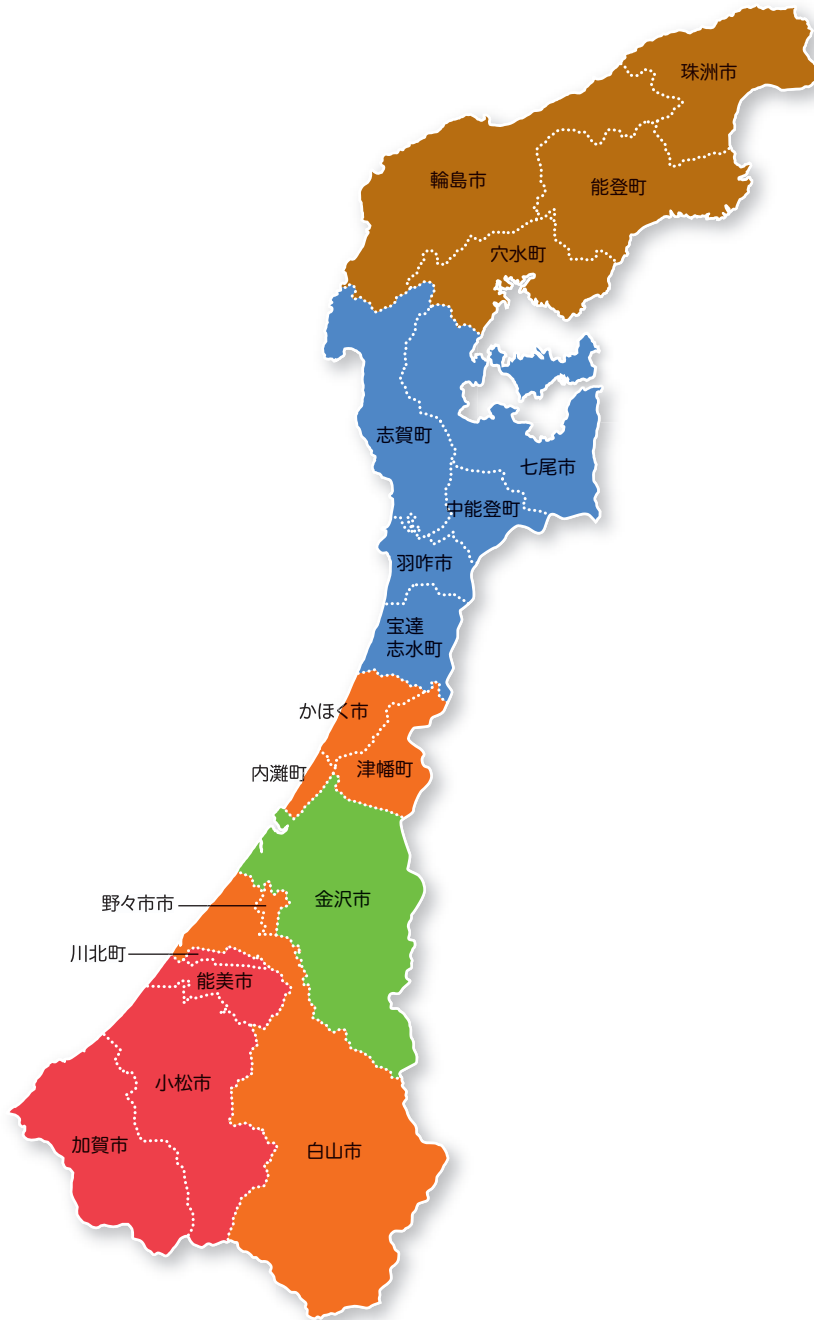 珠洲市
輪島市
能登町
穴水町
志賀町
七尾市
中能登町
羽咋市
宝達
志水町
かほく市
内灘町
津幡町
金沢市
野々市市
川北町
能美市
小松市
加賀市
白山市